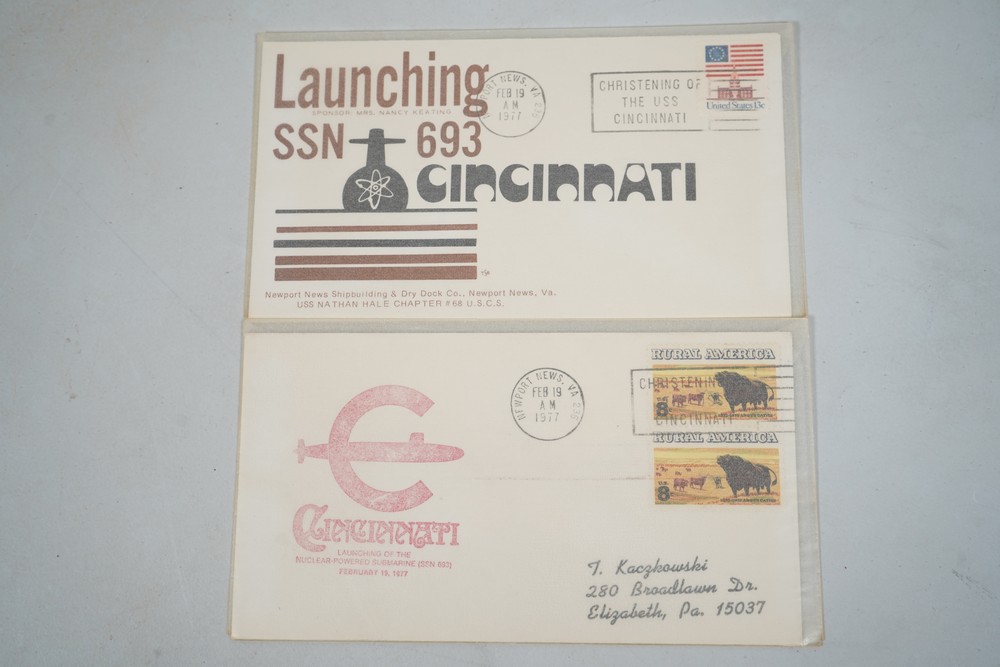 Launching
SPONSOR: MRS. NANCY KEATING
SSN 693
CINCINNATI
Newport News Shipbuilding & Dry Dock Co., Newport News, Va.
USS NATHAN HALE CHAPTER #68 U.S.C.S.
NEWPORT NEWS, VA
FEB 19
A M
1977
CHRISTENING OF
THE USS
CINCINNATI
United States 13c
CINCINNATI
LAUNCHING OF THE
NUCLEAR-POWERED SUBMARINE (SSN 693)
FEBRUARY 19, 1977
NEWPORT NEWS, VA
FEB 19
A M
1977
RURAL AMERICA
CHRISTENING
8
CINCINNATI
RURAL AMERICA
8
T. Kaczkowski
280 Broadlawn Dr.
Elizabeth, Pa. 15037